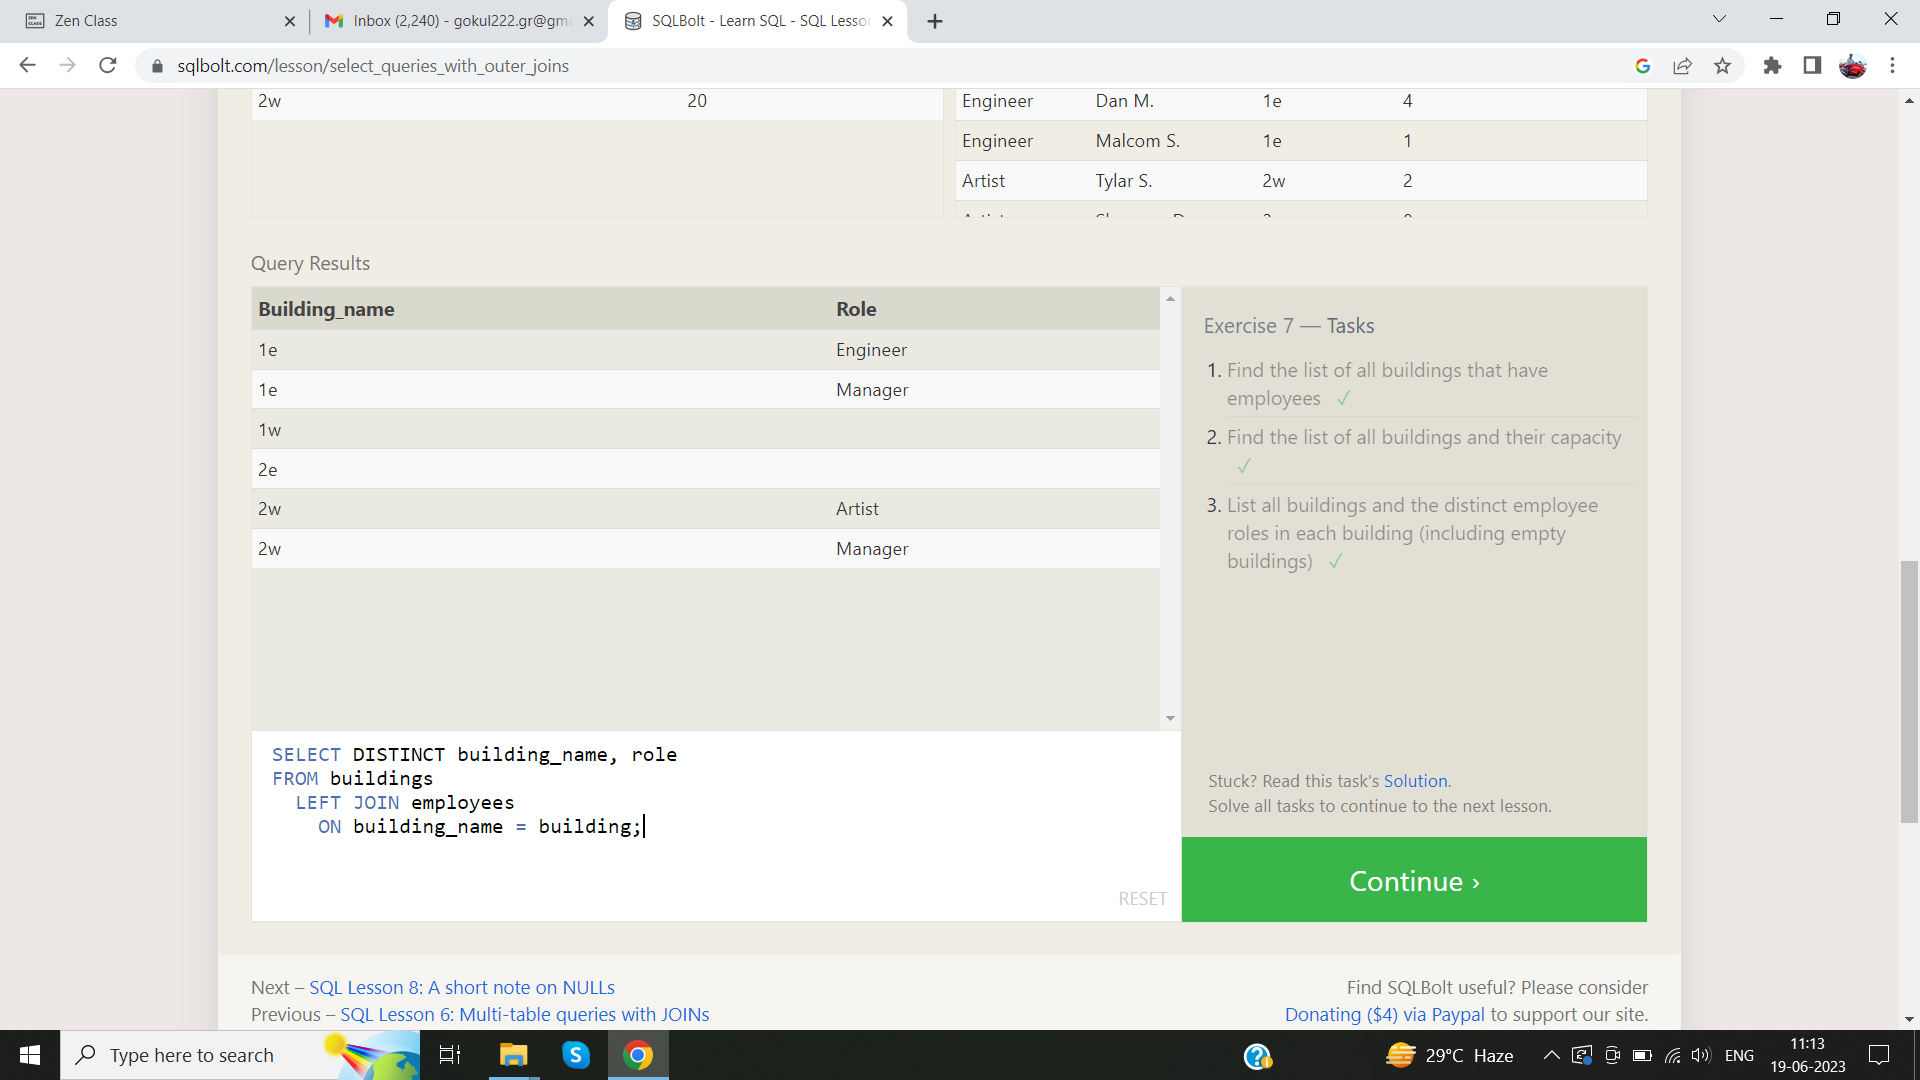 Zen Class
Inbox (2,240) - gokul222.gr@gm
SQLBolt - Learn SQL - SQL Lesson
sqlbolt.com/lesson/select_queries_with_outer_joins
2w 20
Engineer Dan M. 1e 4
Engineer Malcom S. 1e 1
Artist Tylar S. 2w 2
Query Results
Building_name Role
1e Engineer
1e Manager
1w
2e
2w Artist
2w Manager
Exercise 7 — Tasks
1. Find the list of all buildings that have
employees ✓
2. Find the list of all buildings and their capacity
✓
3. List all buildings and the distinct employee
roles in each building (including empty
buildings) ✓
SELECT DISTINCT building_name, role
FROM buildings
LEFT JOIN employees
ON building_name = building;
RESET
Stuck? Read this task's Solution.
Solve all tasks to continue to the next lesson.
Continue ›
Next – SQL Lesson 8: A short note on NULLs
Previous – SQL Lesson 6: Multi-table queries with JOINs
Find SQLBolt useful? Please consider
Donating ($4) via Paypal to support our site.
Type here to search
29°C Haze
ENG
11:13
19-06-2023